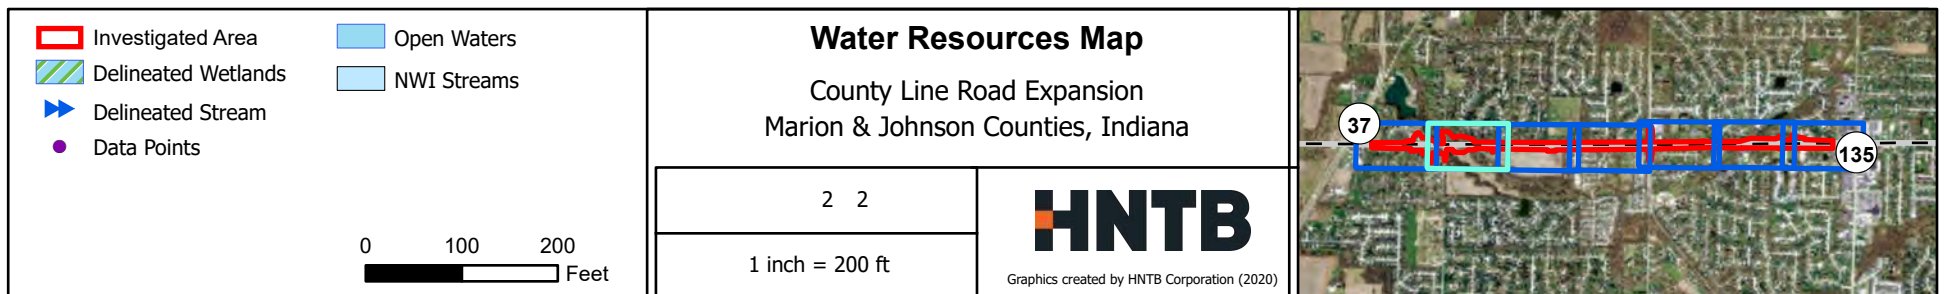 Investigated Area
Delineated Wetlands
Delineated Stream
Data Points
Open Waters
NWI Streams
0 100 200
Feet
Water Resources Map
County Line Road Expansion
Marion & Johnson Counties, Indiana
2 2
1 inch = 200 ft
HNTB
Graphics created by HNTB Corporation (2020)
37
135